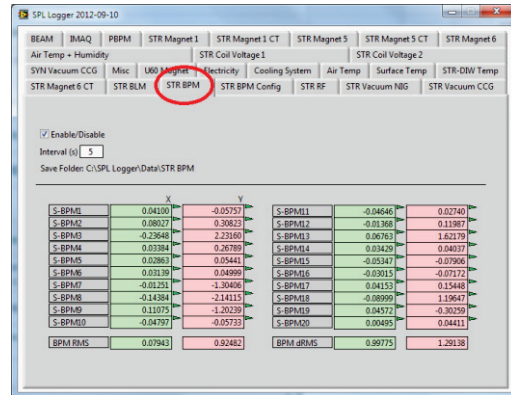 SPL Logger 2012-09-10
BEAM IMAQ PBPM STR Magnet 1 STR Magnet 1 CT STR Magnet 5 STR Magnet 5 CT STR Magnet 6
Air Temp + Humidity STR Coil Voltage 1 STR Coil Voltage 2
SYN Vacuum CCG Misc U60 Magnet Electricity Cooling System Air Temp Surface Temp STR-DIW Temp
STR Magnet 6 CT STR BLM STR BPM STR BPM Config STR RF STR Vacuum NIG STR Vacuum CCG
Enable/Disable
Interval (s) 5
Save Folder: C:\SPL Logger\Data\STR BPM
X Y
S-BPM1 0.04100 -0.05757 S-BPM11 -0.04646 0.02740
S-BPM2 0.08027 0.30823 S-BPM12 -0.01368 0.11987
S-BPM3 -0.23648 2.23160 S-BPM13 0.06763 1.62179
S-BPM4 0.03384 0.26789 S-BPM14 0.03429 0.04037
S-BPM5 0.02863 0.05441 S-BPM15 -0.05347 -0.07906
S-BPM6 0.03139 0.04999 S-BPM16 -0.03015 -0.07172
S-BPM7 -0.01251 -1.30406 S-BPM17 0.04153 0.15448
S-BPM8 -0.14384 -2.14115 S-BPM18 -0.08999 1.19647
S-BPM9 0.11075 -1.20239 S-BPM19 0.04572 -0.30259
S-BPM10 -0.04797 -0.05733 S-BPM20 0.00495 0.04411
BPM RMS 0.07943 0.92482 BPM dRMS 0.99775 1.29138